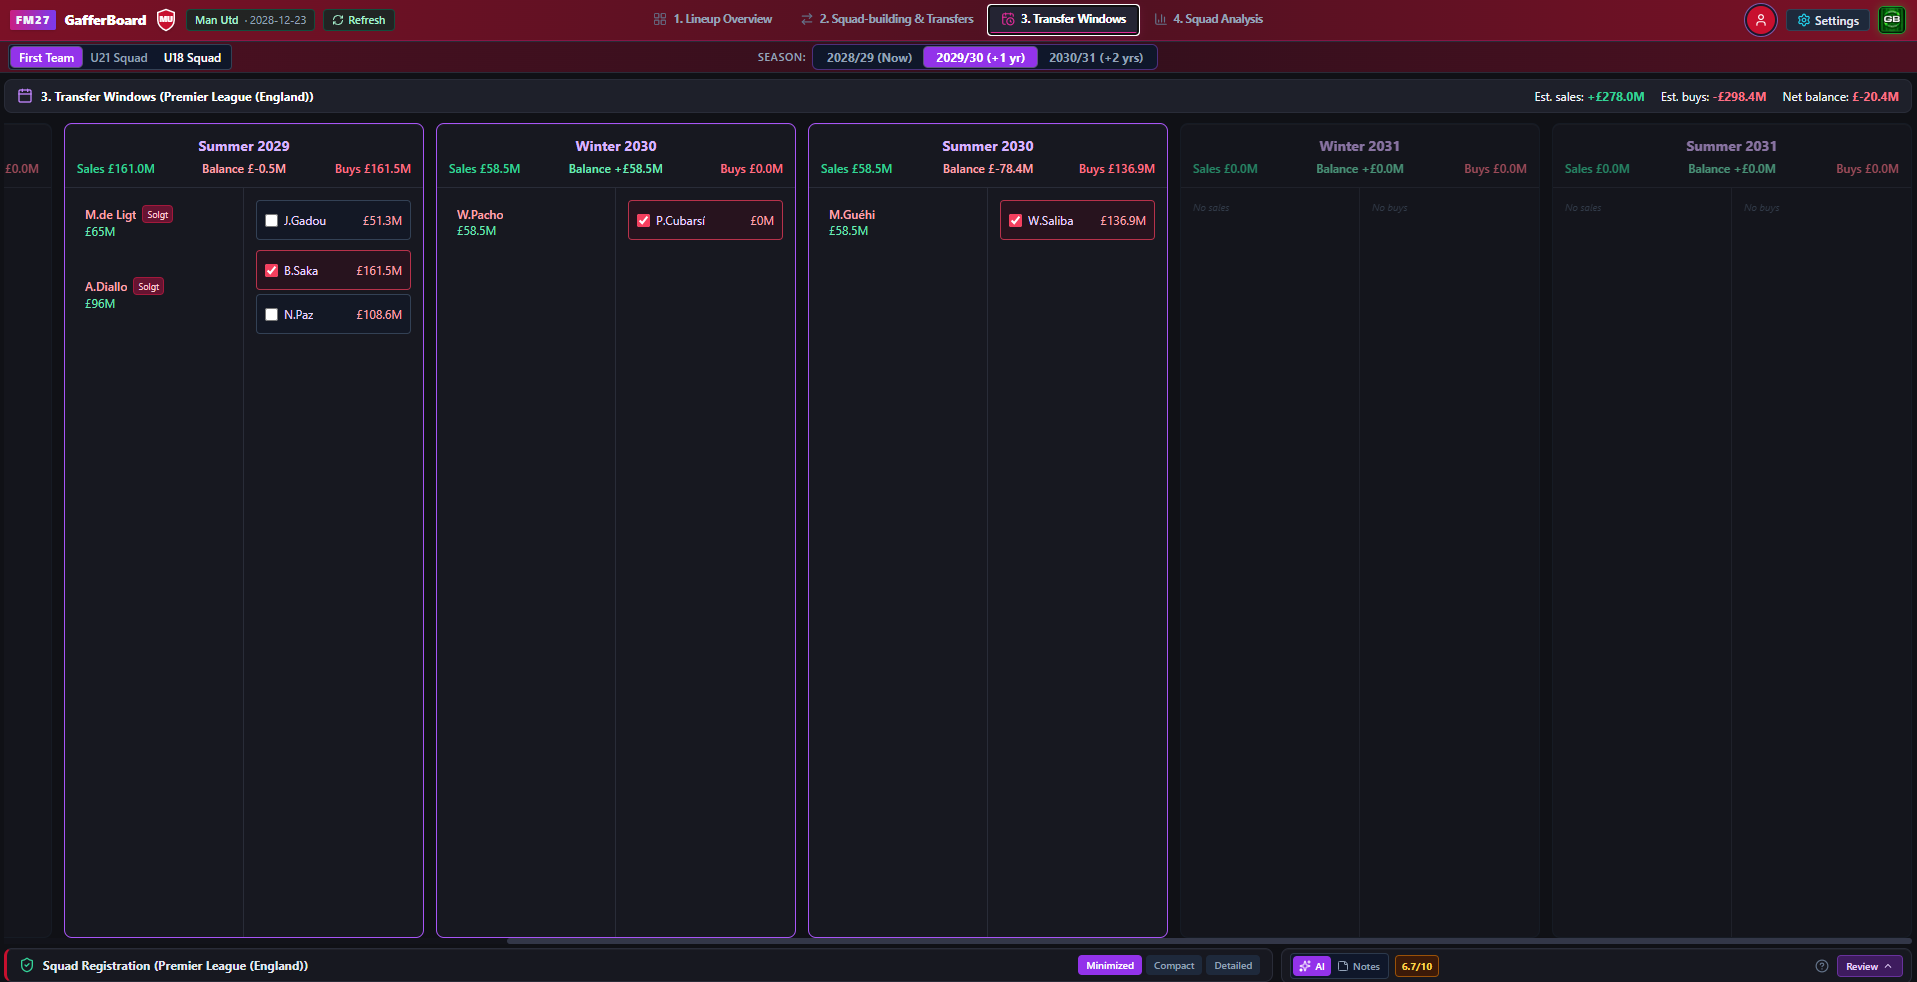 FM27 GafferBoard MU Man Utd · 2028-12-23 Refresh 1. Lineup Overview 2. Squad-building & Transfers 3. Transfer Windows 4. Squad Analysis Settings GB
First Team U21 Squad U18 Squad SEASON: 2028/29 (Now) 2029/30 (+1 yr) 2030/31 (+2 yrs)
3. Transfer Windows (Premier League (England)) Est. sales: +£278.0M Est. buys: -£298.4M Net balance: £-20.4M
£0.0M
Summer 2029
Sales £161.0M Balance £-0.5M Buys £161.5M
M.de Ligt Solgt
£65M
A.Diallo Solgt
£96M
J.Gadou £51.3M
B.Saka £161.5M
N.Paz £108.6M
Winter 2030
Sales £58.5M Balance +£58.5M Buys £0.0M
W.Pacho
£58.5M
P.Cubarsí £0M
Summer 2030
Sales £58.5M Balance £-78.4M Buys £136.9M
M.Guéhi
£58.5M
W.Saliba £136.9M
Winter 2031
Sales £0.0M Balance +£0.0M Buys £0.0M
No sales No buys
Summer 2031
Sales £0.0M Balance +£0.0M Buys £0.0M
No sales No buys
Squad Registration (Premier League (England)) Minimized Compact Detailed AI Notes 6.7/10 ? Review